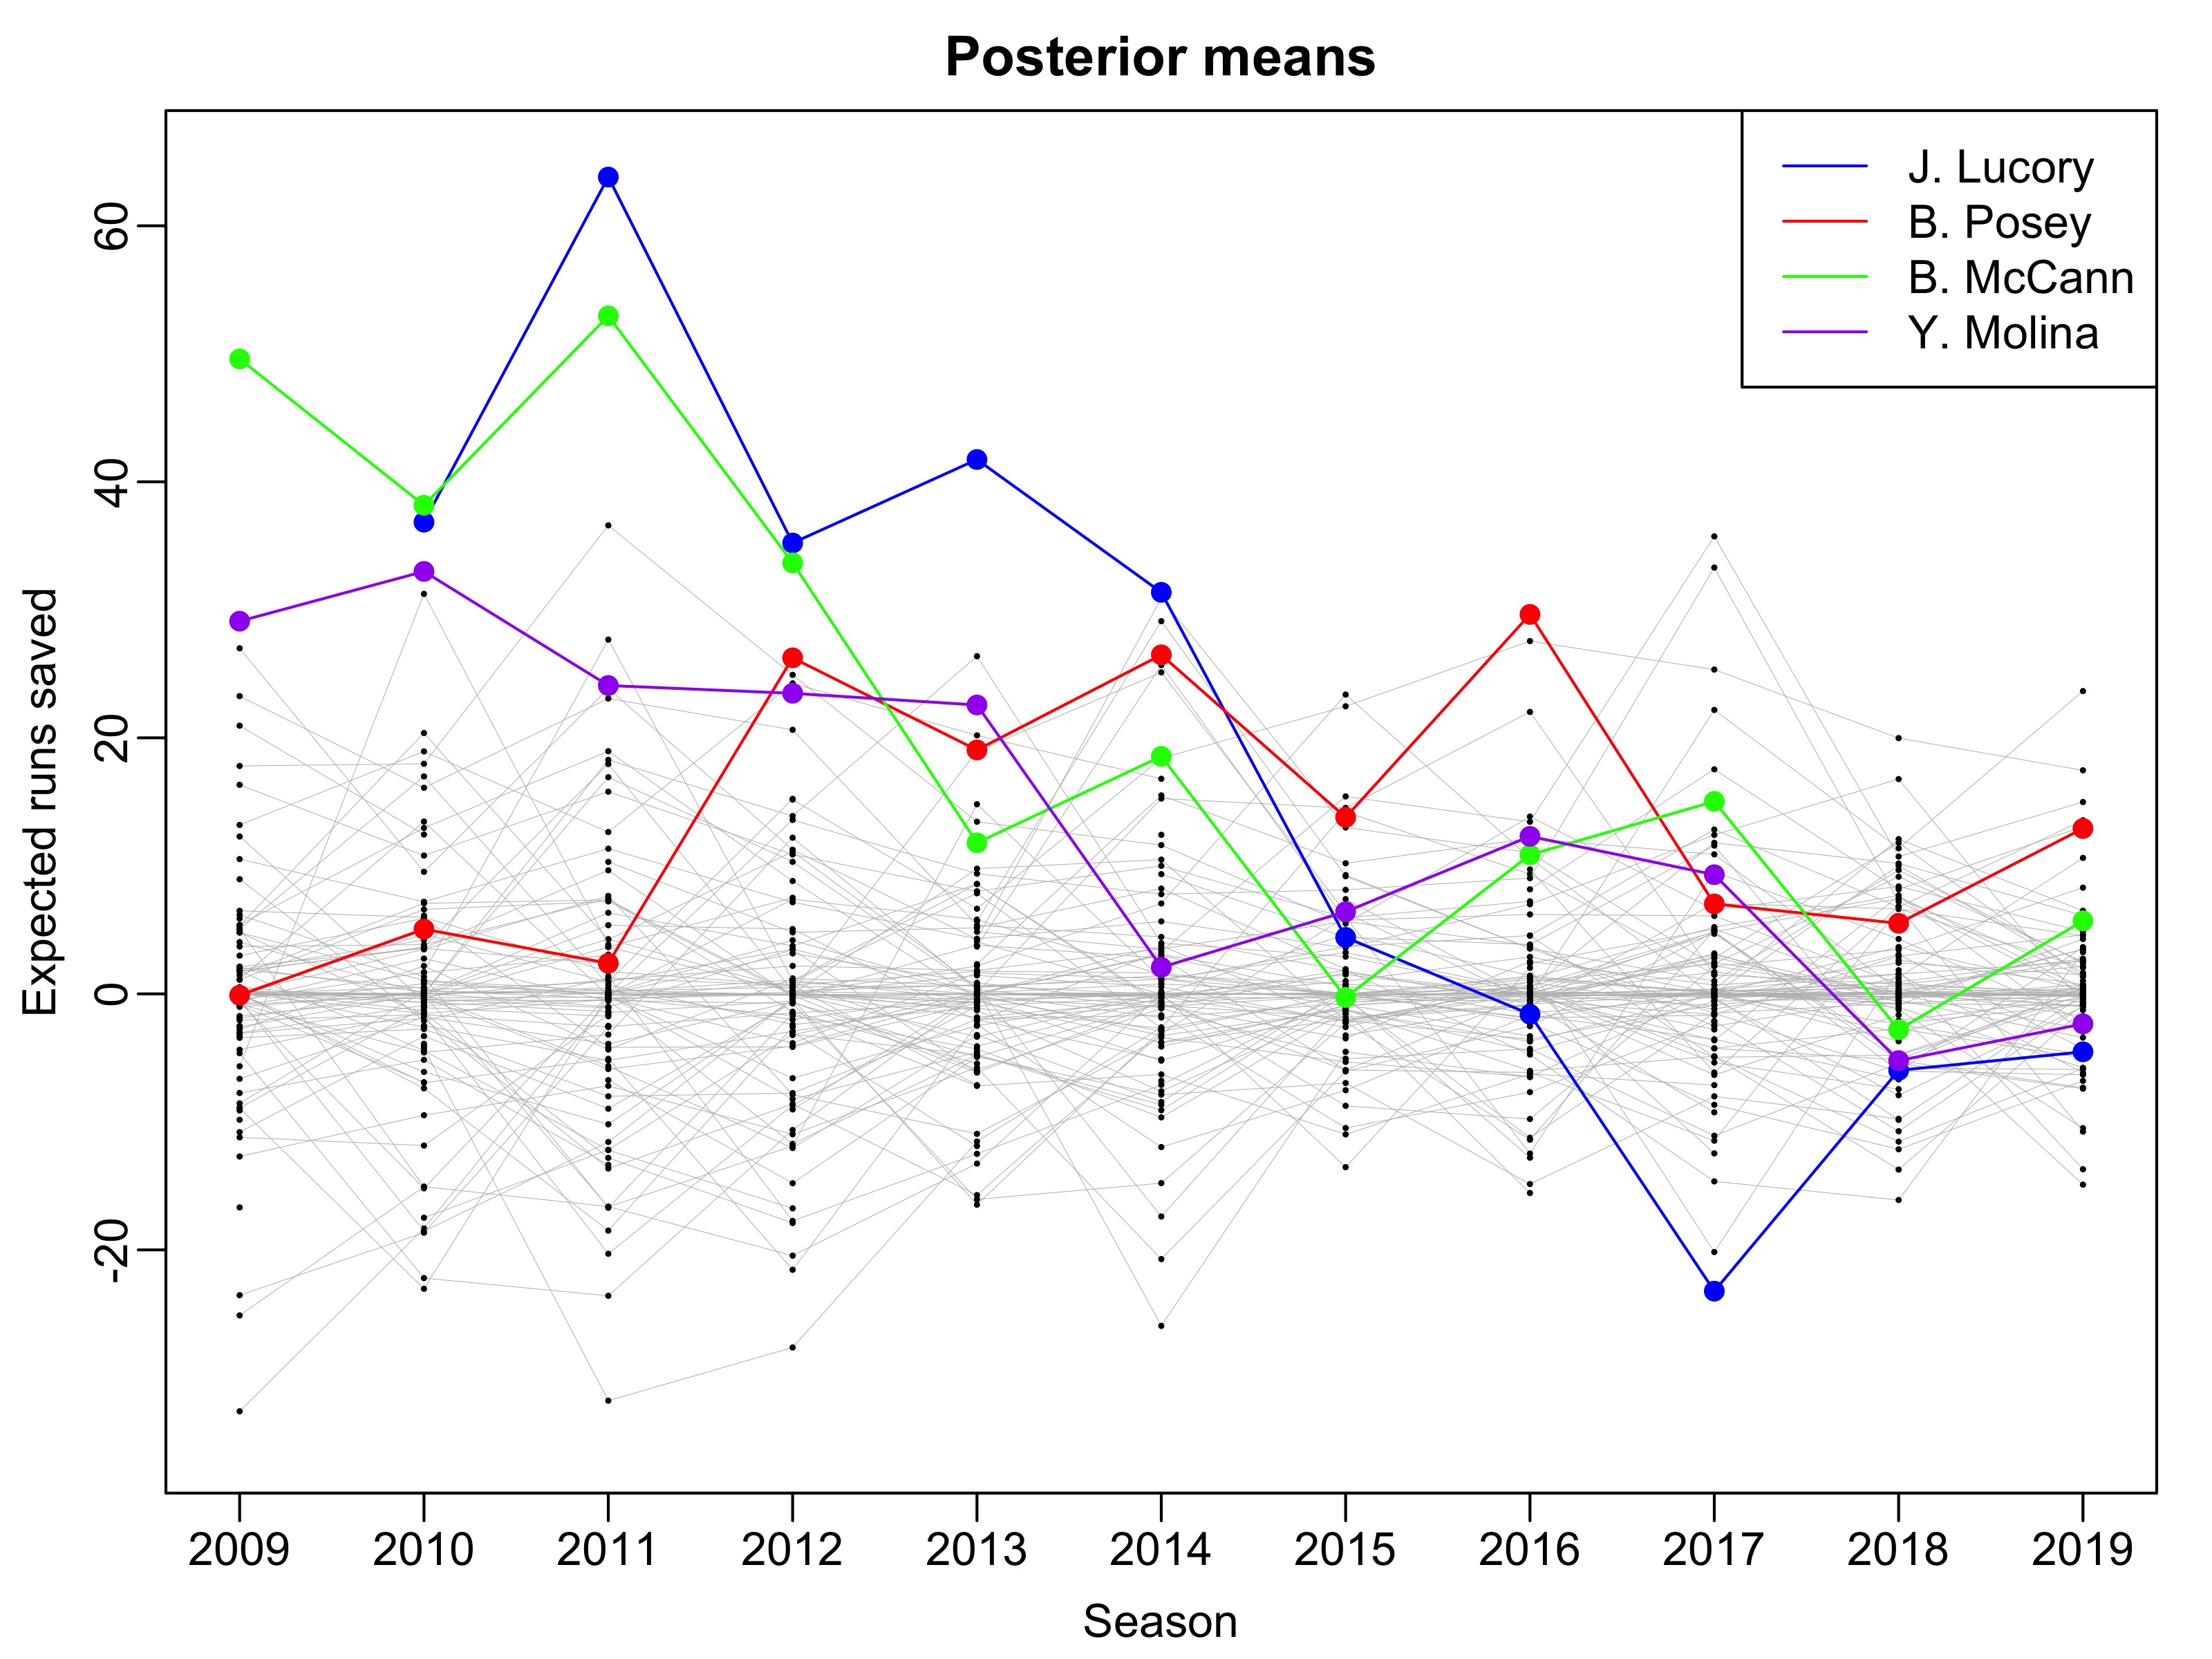 Posterior means
J. Lucory
B. Posey
B. McCann
Y. Molina
Expected runs saved
60
40
20
0
-20
2009 2010 2011 2012 2013 2014 2015 2016 2017 2018 2019
Season